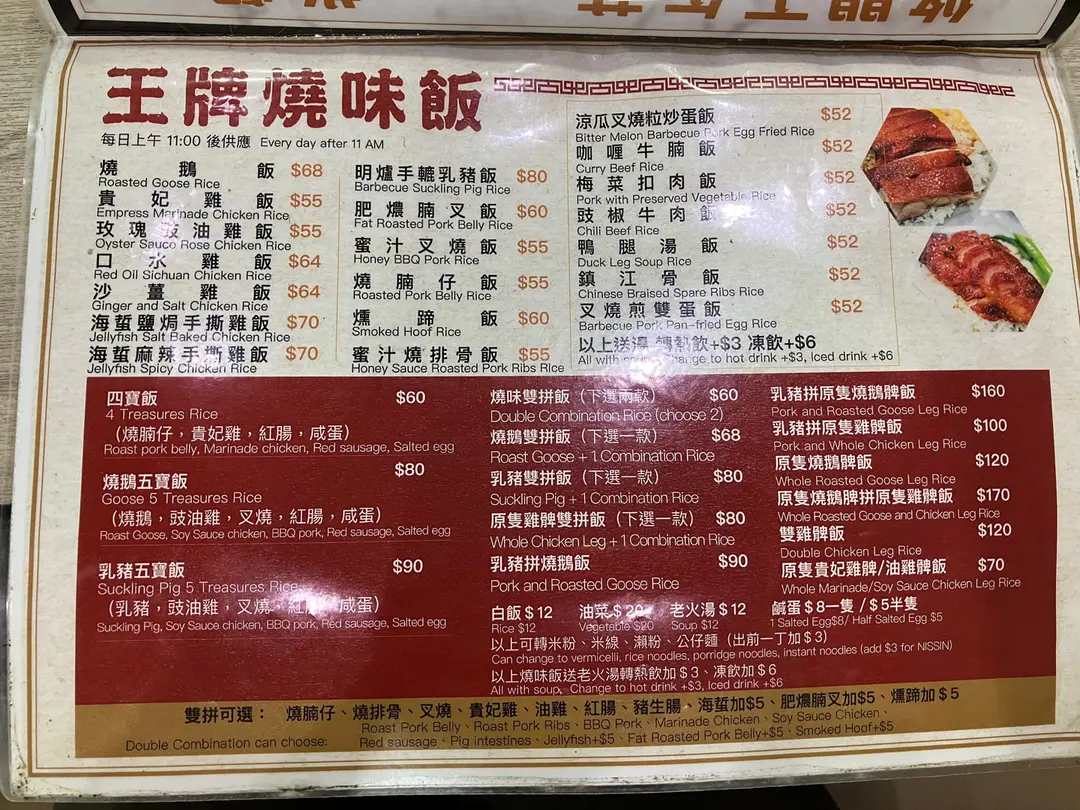 王牌燒味飯
每日上午 11:00 後供應 Every day after 11 AM
燒鵝飯 $68
Roasted Goose Rice
貴妃雞飯 $55
Empress Marinade Chicken Rice
玫瑰豉油雞飯 $55
Oyster Sauce Rose Chicken Rice
口水雞飯 $64
Red Oil Sichuan Chicken Rice
沙薑雞飯 $64
Ginger and Salt Chicken Rice
海蜇鹽焗手撕雞飯 $70
Jellyfish Salt Baked Chicken Rice
海蜇麻辣手撕雞飯 $70
Jellyfish Spicy Chicken Rice
明爐手轆乳豬飯 $80
Barbecue Suckling Pig Rice
肥燶腩叉飯 $60
Fat Roasted Pork Belly Rice
蜜汁叉燒飯 $55
Honey BBQ Pork Rice
燒腩仔飯 $55
Roasted Pork Belly Rice
燻蹄飯 $60
Smoked Hoof Rice
蜜汁燒排骨飯 $55
Honey Sauce Roasted Pork Ribs Rice
涼瓜叉燒粒炒蛋飯 $52
Bitter Melon Barbecue Pork Egg Fried Rice
咖喱牛腩飯 $52
Curry Beef Rice
梅菜扣肉飯 $52
Pork with Preserved Vegetable Rice
豉椒牛肉飯 $52
Chili Beef Rice
鴨腿湯飯 $52
Duck Leg Soup Rice
鎮江骨飯 $52
Chinese Braised Spare Ribs Rice
叉燒煎雙蛋飯 $52
Barbecue Pork Pan-fried Egg Rice
以上送湯 轉熱飲+$3 凍飲+$6
All with soup, Change to hot drink +$3, Iced drink +$6
四寶飯 $60
4 Treasures Rice
（燒腩仔，貴妃雞，紅腸，咸蛋）
Roast pork belly, Marinade chicken, Red sausage, Salted egg
燒鵝五寶飯 $80
Goose 5 Treasures Rice
（燒鵝，豉油雞，叉燒，紅腸，咸蛋）
Roast Goose, Soy Sauce chicken, BBQ pork, Red sausage, Salted egg
乳豬五寶飯 $90
Suckling Pig 5 Treasures Rice
（乳豬，豉油雞，叉燒，紅腸，咸蛋）
Suckling Pig, Soy Sauce chicken, BBQ pork, Red sausage, Salted egg
燒味雙拼飯（下選兩款） $60
Double Combination Rice (choose 2)
燒鵝雙拼飯（下選一款） $68
Roast Goose + 1 Combination Rice
乳豬雙拼飯（下選一款） $80
Suckling Pig + 1 Combination Rice
原隻雞髀雙拼飯（下選一款） $80
Whole Chicken Leg + 1 Combination Rice
乳豬拼燒鵝飯 $90
Pork and Roasted Goose Rice
乳豬拼原隻燒鵝髀飯 $160
Pork and Roasted Goose Leg Rice
乳豬拼原隻雞髀飯 $100
Pork and Whole Chicken Leg Rice
原隻燒鵝髀飯 $120
Whole Roasted Goose Leg Rice
原隻燒鵝髀拼原隻雞髀飯 $170
Whole Roasted Goose and Chicken Leg Rice
雙雞髀飯 $120
Double Chicken Leg Rice
原隻貴妃雞髀/油雞髀飯 $70
Whole Marinade/Soy Sauce Chicken Leg Rice
白飯 $12 油菜 $20 老火湯 $12 鹹蛋 $8一隻 / $5半隻
Rice $12 Vegetable $20 Soup $12 1 Salted Egg$8/ Half Salted Egg $5
以上可轉米粉、米線、瀨粉、公仔麵（出前一丁加 $3）
Can change to vermicelli, rice noodles, porridge noodles, instant noodles (add $3 for NISSIN)
以上燒味飯送老火湯轉熱飲加 $3、凍飲加 $6
All with soup, Change to hot drink +$3, Iced drink +$6
雙拼可選： 燒腩仔、燒排骨、叉燒、貴妃雞、油雞、紅腸、豬生腸、海蜇加$5、肥燶腩叉加$5、燻蹄加 $5
Roast Pork Belly、Roast Pork Ribs、BBQ Pork、Marinade Chicken、Soy Sauce Chicken、
Double Combination can choose: Red sausage、Pig intestines、Jellyfish+$5、Fat Roasted Pork Belly+$5、Smoked Hoof+$5